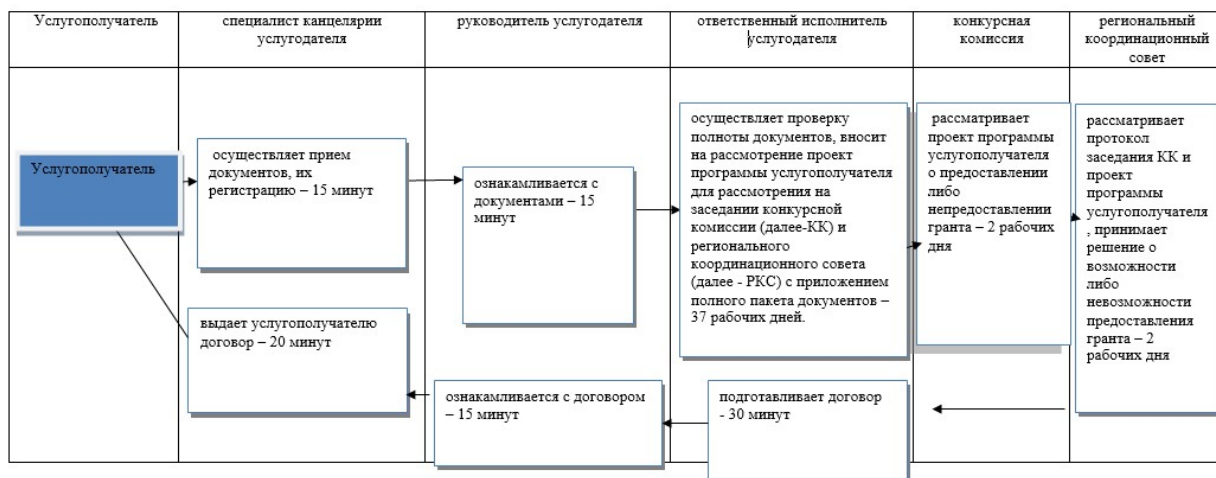 Услугополучатель
специалист канцелярии
услугодателя
руководитель услугодателя
ответственный исполнитель
услугодателя
конкурсная
комиссия
региональный
координационный
совет
Услугополучатель
осуществляет прием
документов, их
регистрацию – 15 минут
ознакамливается с
документами – 15
минут
осуществляет проверку
полноты документов, вносит
на рассмотрение проект
программы услугополучателя
для рассмотрения на
заседании конкурсной
комиссии (далее-КК) и
регионального
координационного совета
(далее - РКС) с приложением
полного пакета документов –
37 рабочих дней.
рассматривает
проект программы
услугополучателя
о предоставлении
либо
непредоставлении
гранта – 2 рабочих
дня
рассматривает
протокол
заседания КК и
проект
программы
услугополучателя
, принимает
решение о
возможности
либо
невозможности
предоставления
гранта – 2
рабочих дня
выдает услугополучателю
договор – 20 минут
ознакамливается с договором
– 15 минут
подготавливает договор
- 30 минут